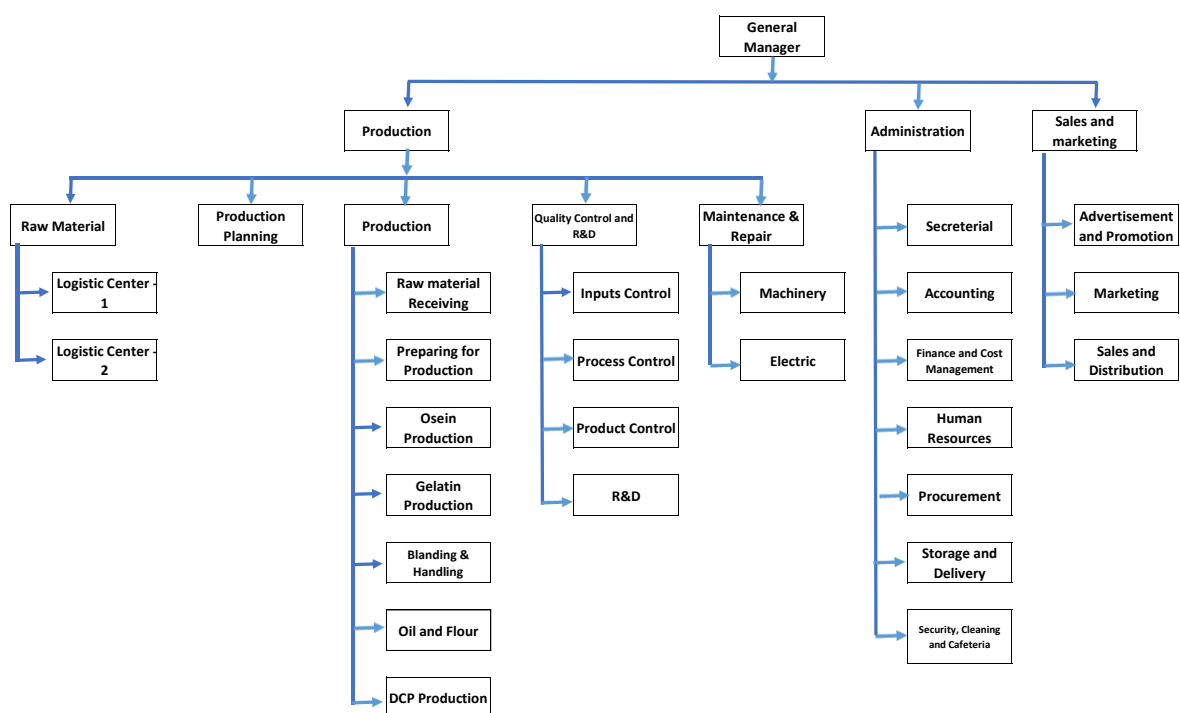 General
Manager
Production
Administration
Sales and
marketing
Raw Material
Production
Planning
Production
Quality Control and
R&D
Maintenance &
Repair
Logistic Center -
1
Logistic Center -
2
Raw material
Receiving
Preparing for
Production
Osein
Production
Gelatin
Production
Blanding &
Handling
Oil and Flour
DCP Production
Inputs Control
Process Control
Product Control
R&D
Machinery
Electric
Secreterial
Accounting
Finance and Cost
Management
Human
Resources
Procurement
Storage and
Delivery
Security, Cleaning
and Cafeteria
Advertisement
and Promotion
Marketing
Sales and
Distribution